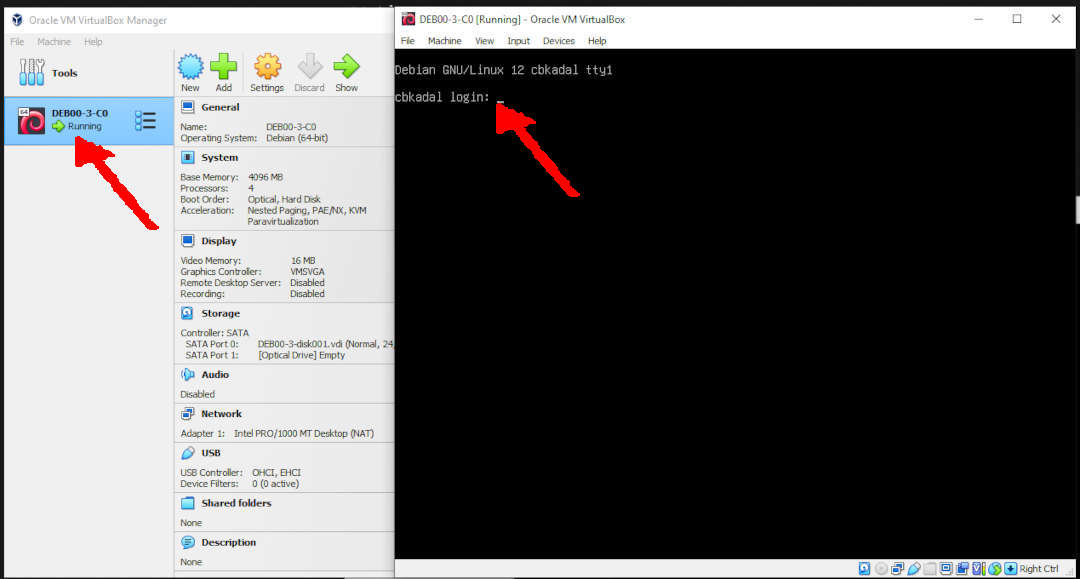 Oracle VM VirtualBox Manager
File Machine Help
Tools
64
DEB00-3-C0
Running
New Add Settings Discard Show
General
Name: DEB00-3-C0
Operating System: Debian (64-bit)
System
Base Memory: 4096 MB
Processors: 4
Boot Order: Optical, Hard Disk
Acceleration: Nested Paging, PAE/NX, KVM
Paravirtualization
Display
Video Memory: 16 MB
Graphics Controller: VMSVGA
Remote Desktop Server: Disabled
Recording: Disabled
Storage
Controller: SATA
SATA Port 0: DEB00-3-disk001.vdi (Normal, 24,
SATA Port 1: [Optical Drive] Empty
Audio
Disabled
Network
Adapter 1: Intel PRO/1000 MT Desktop (NAT)
USB
USB Controller: OHCI, EHCI
Device Filters: 0 (0 active)
Shared folders
None
Description
None
DEB00-3-C0 [Running] - Oracle VM VirtualBox
File Machine View Input Devices Help
Debian GNU/Linux 12 cbkadal tty1
cbkadal login: _
Right Ctrl